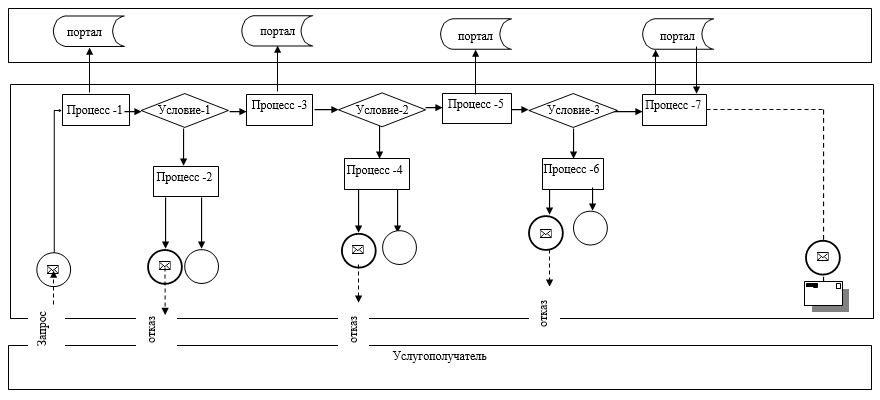 портал
портал
портал
портал
Процесс -1
Условие-1
Процесс -3
Условие-2
Процесс -5
Условие-3
Процесс -7
Процесс -2
Процесс -4
Процесс -6
Запрос
отказ
отказ
отказ
Услугополучатель